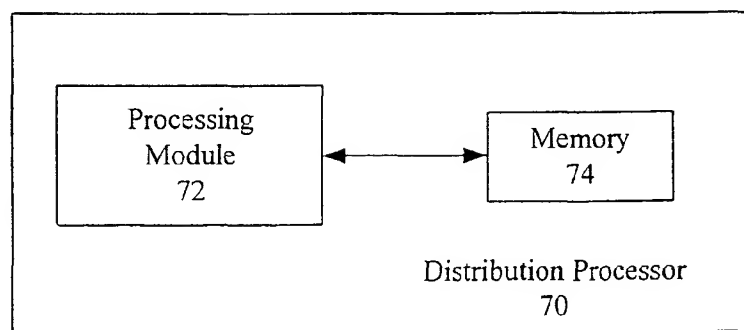 Processing
Module
72
Memory
74
Distribution Processor
70